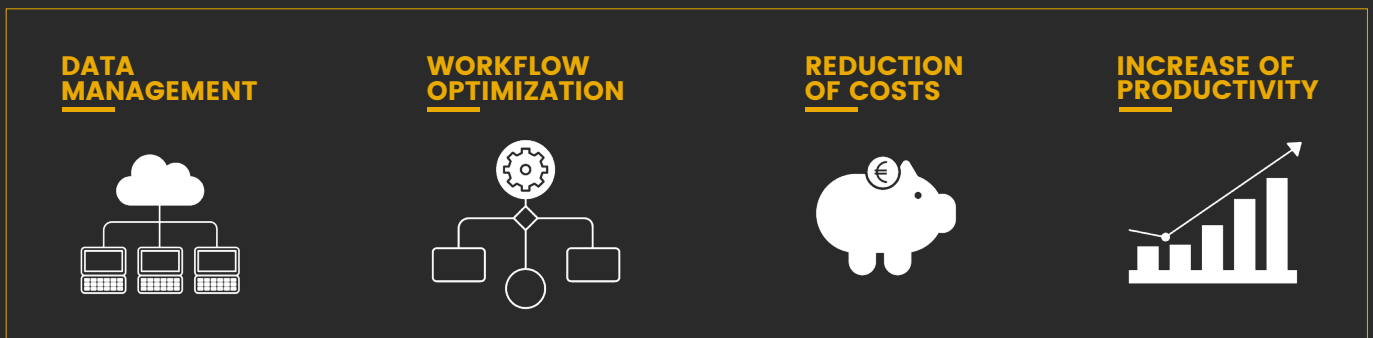 DATA
MANAGEMENT
WORKFLOW
OPTIMIZATION
REDUCTION
OF COSTS
€
INCREASE OF
PRODUCTIVITY